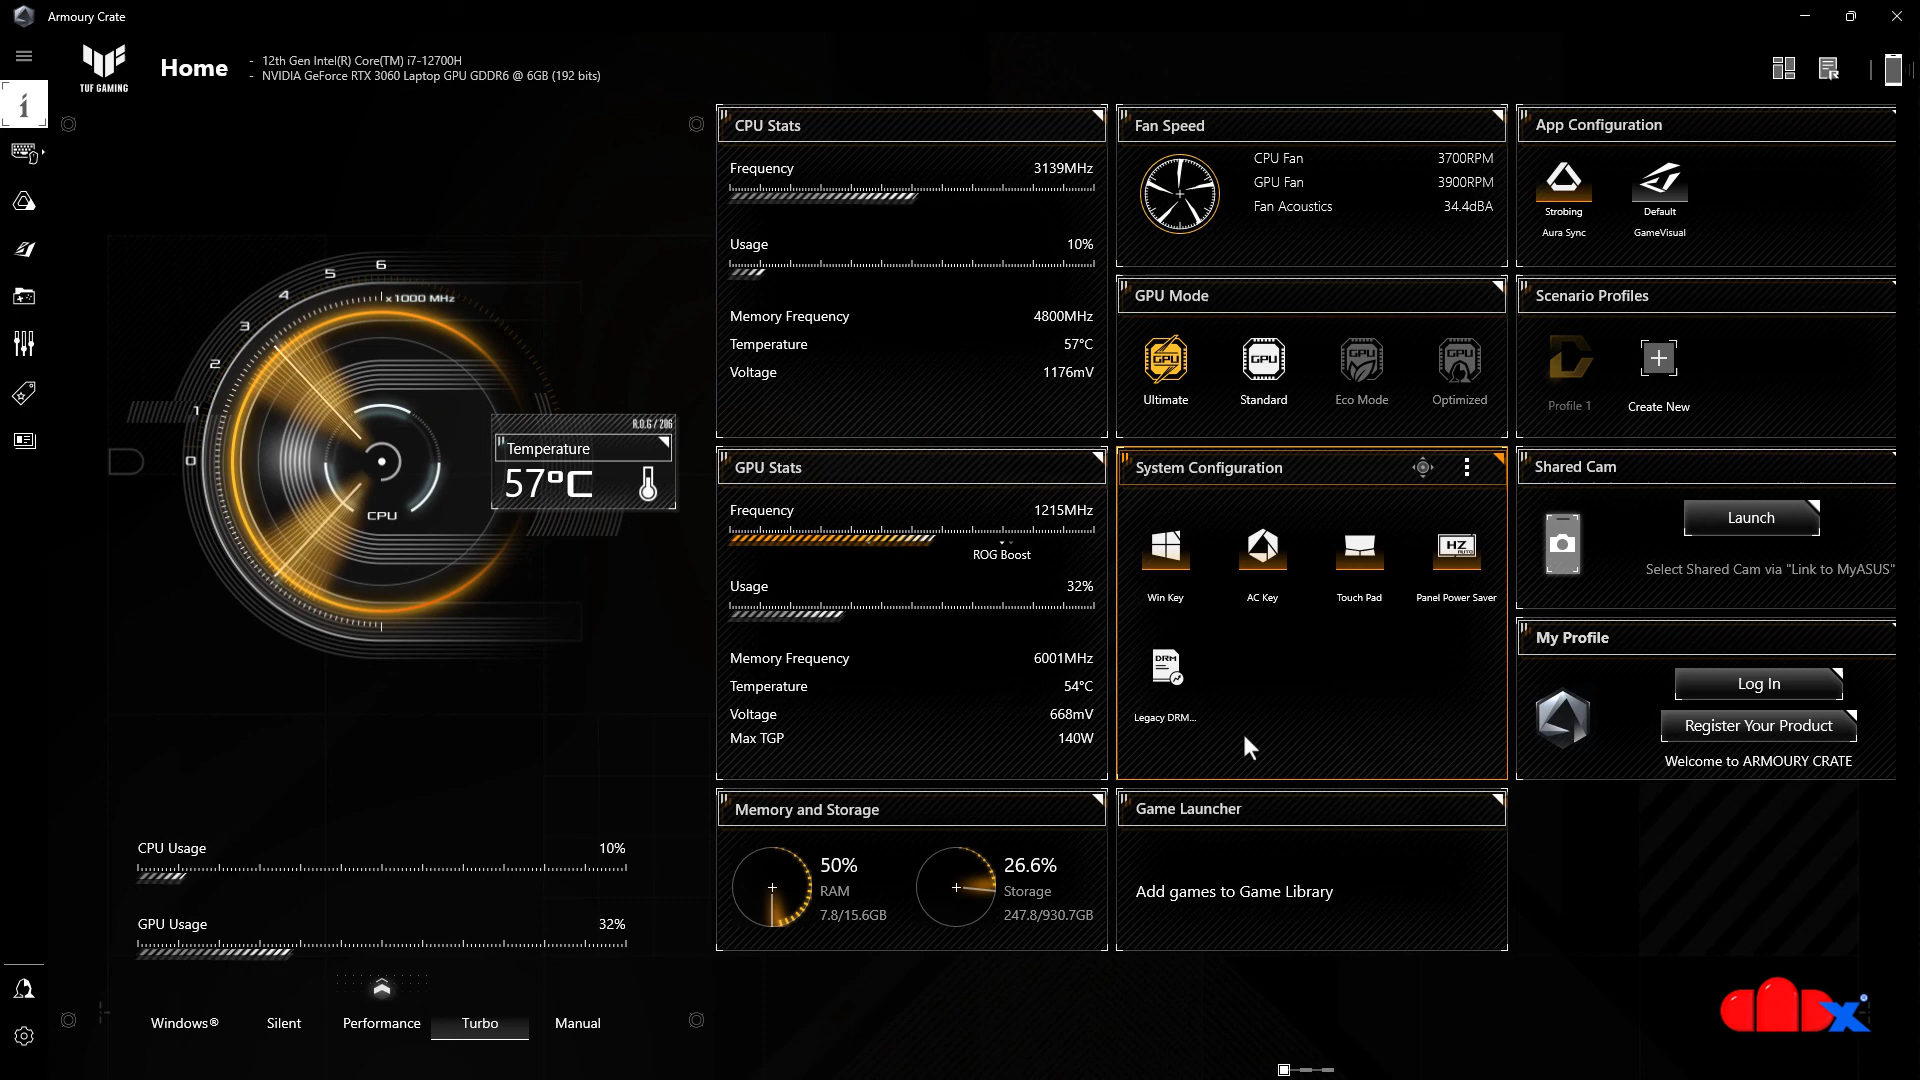 Armoury Crate
TUF GAMING
Home
- 12th Gen Intel(R) Core(TM) i7-12700H
- NVIDIA GeForce RTX 3060 Laptop GPU GDDR6 @ 6GB (192 bits)
0
1
2
3
4
5
6
x 1000 MHz
CPU
R.O.G / 286
Temperature
57°C
CPU Usage 10%
GPU Usage 32%
Windows® Silent Performance Turbo Manual
CPU Stats
Frequency 3139MHz
Usage 10%
Memory Frequency 4800MHz
Temperature 57°C
Voltage 1176mV
GPU Stats
Frequency 1215MHz
ROG Boost
Usage 32%
Memory Frequency 6001MHz
Temperature 54°C
Voltage 668mV
Max TGP 140W
Memory and Storage
50%
RAM
7.8/15.6GB
26.6%
Storage
247.8/930.7GB
Fan Speed
CPU Fan 3700RPM
GPU Fan 3900RPM
Fan Acoustics 34.4dBA
GPU Mode
GPU GPU GPU GPU
Ultimate Standard Eco Mode Optimized
System Configuration
HZ
AUTO
Win Key AC Key Touch Pad Panel Power Saver
DRM
Legacy DRM...
Game Launcher
Add games to Game Library
App Configuration
Strobing Default
Aura Sync GameVisual
Scenario Profiles
Profile 1 Create New
Shared Cam
Launch
Select Shared Cam via "Link to MyASUS"
My Profile
Log In
Register Your Product
Welcome to ARMOURY CRATE